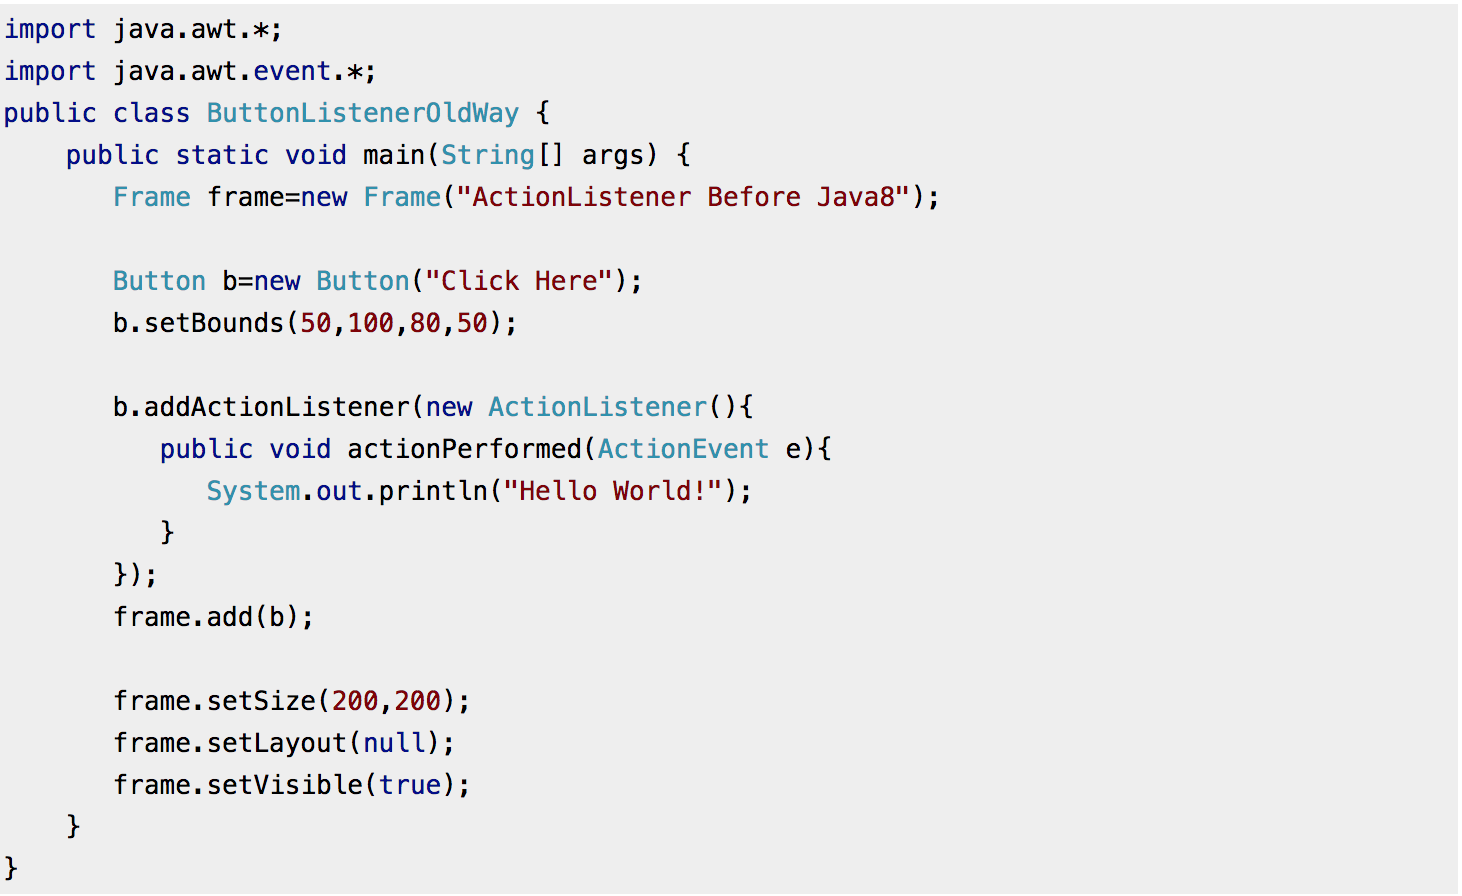 import java.awt.*;
import java.awt.event.*;
public class ButtonListenerOldWay {
    public static void main(String[] args) {
       Frame frame=new Frame("ActionListener Before Java8");

       Button b=new Button("Click Here");
       b.setBounds(50,100,80,50);

       b.addActionListener(new ActionListener(){
          public void actionPerformed(ActionEvent e){
             System.out.println("Hello World!");
          }
       });
       frame.add(b);

       frame.setSize(200,200);
       frame.setLayout(null);
       frame.setVisible(true);
    }
}